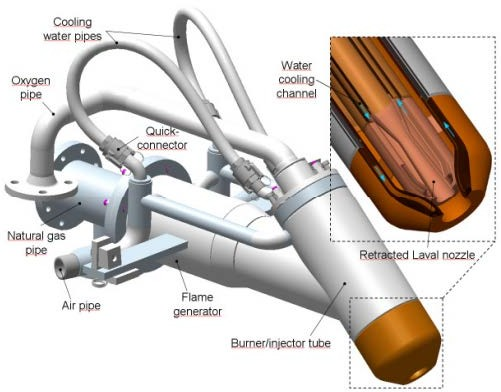 Cooling
water pipes
Oxygen
pipe
Quick-
connector
Natural gas
pipe
Air pipe
Flame
generator
Burner/injector tube
Water
cooling
channel
Retracted Laval nozzle